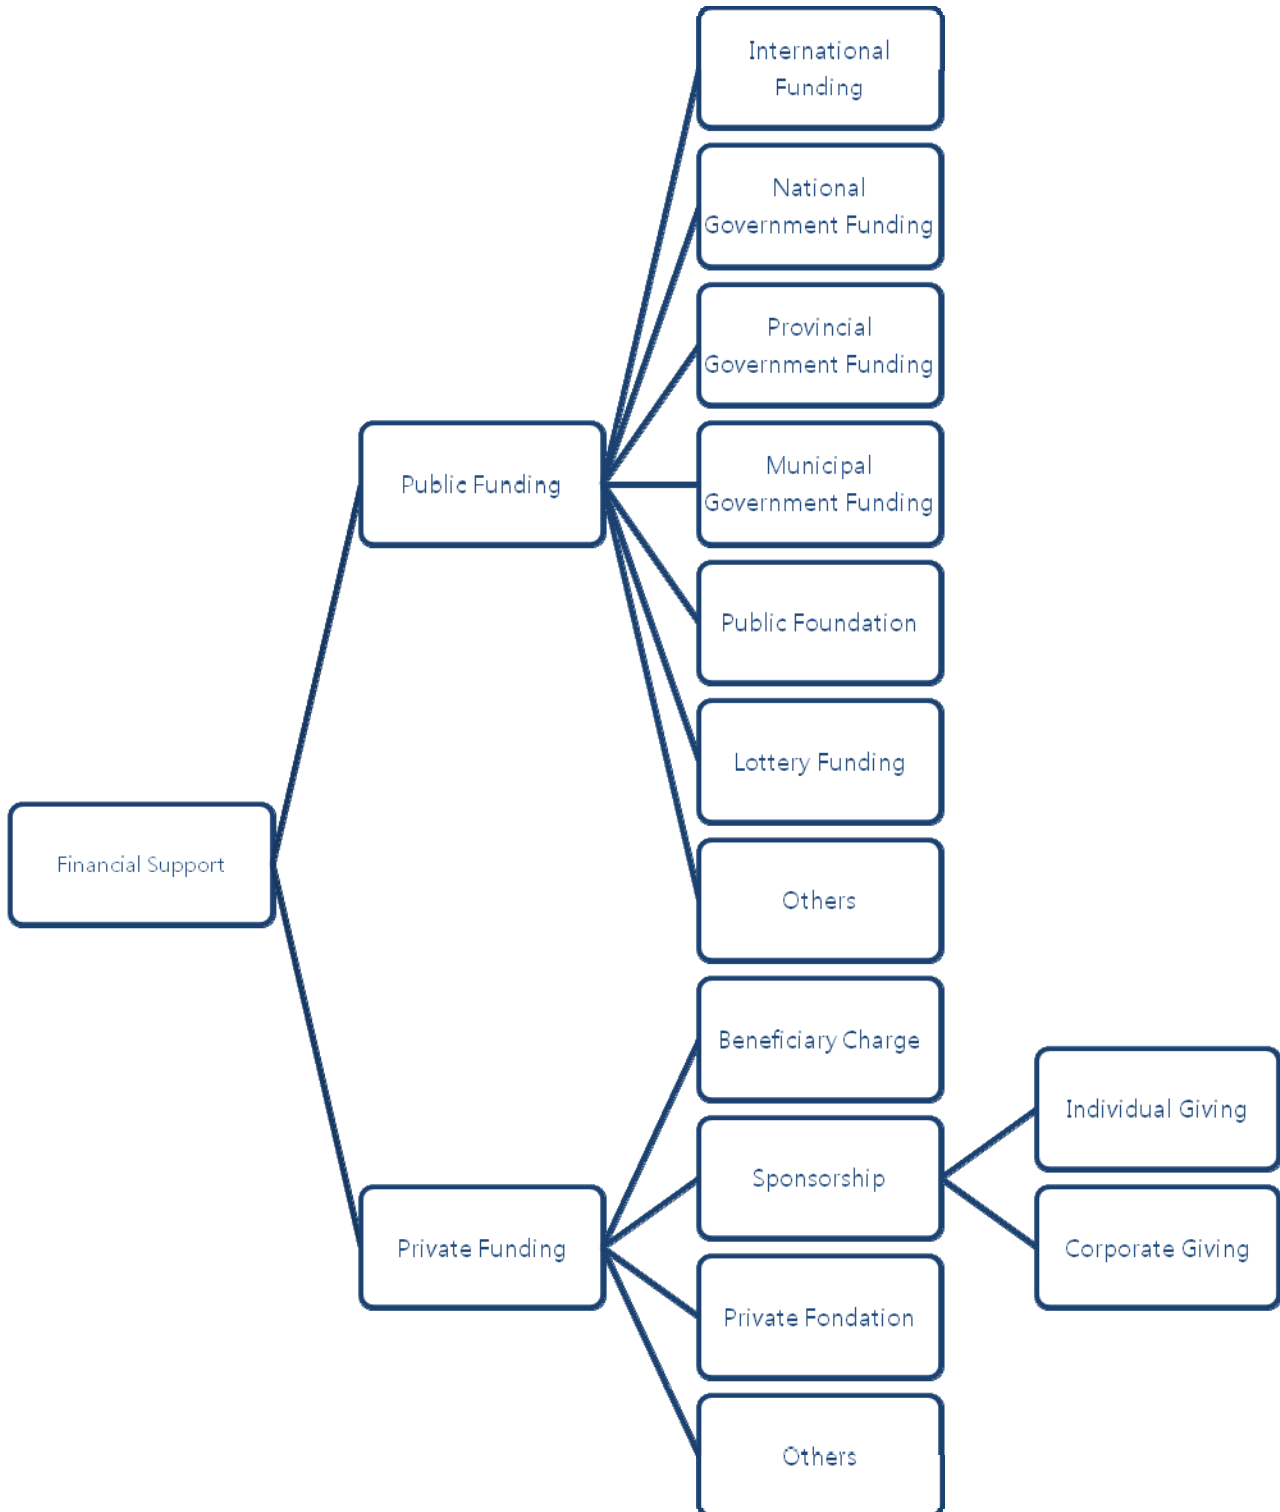 International
Funding
National
Government Funding
Provincial
Government Funding
Municipal
Government Funding
Public Funding
Public Foundation
Lottery Funding
Financial Support
Others
Beneficiary Charge
Individual Giving
Sponsorship
Private Funding
Corporate Giving
Private Fondation
Others